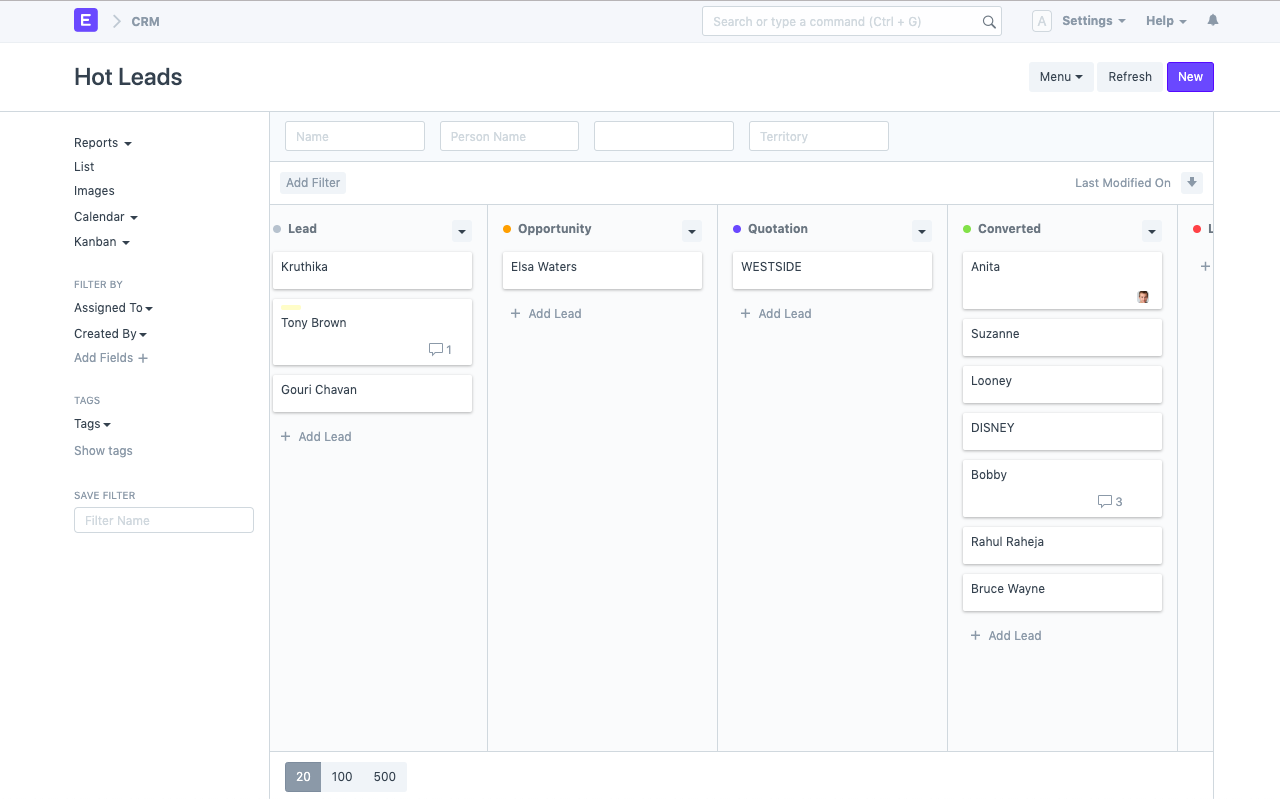 E CRM Search or type a command (Ctrl + G) A Settings Help
Hot Leads Menu Refresh New
Reports
List
Images
Calendar
Kanban
FILTER BY
Assigned To
Created By
Add Fields +
TAGS
Tags
Show tags
SAVE FILTER
Filter Name
Name Person Name Territory
Add Filter Last Modified On
Lead
Kruthika
Tony Brown
1
Gouri Chavan
+ Add Lead
Opportunity
Elsa Waters
+ Add Lead
Quotation
WESTSIDE
+ Add Lead
Converted
Anita
Suzanne
Looney
DISNEY
Bobby
3
Rahul Raheja
Bruce Wayne
+ Add Lead
+
20 100 500